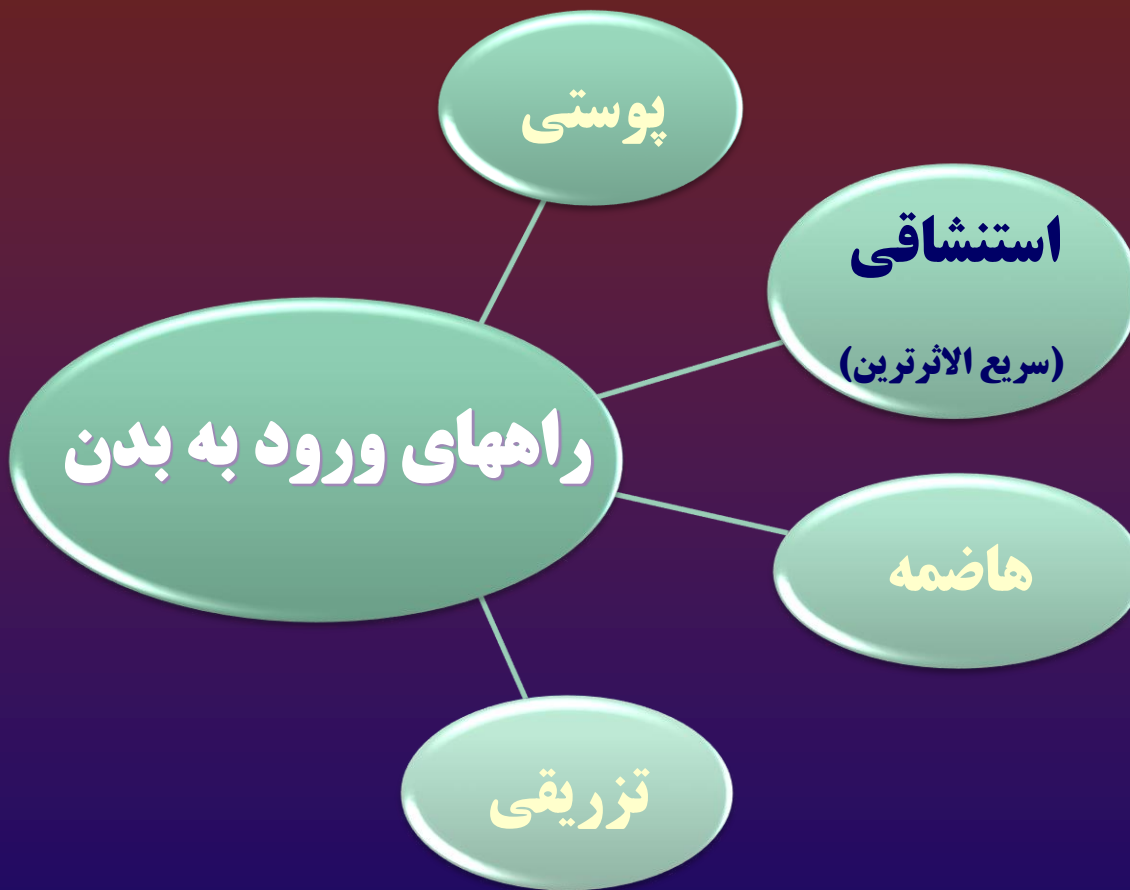 پوستی
استنشاقی
(سریع الاثرترین)
راههای ورود به بدن
هاضمه
تزریقی